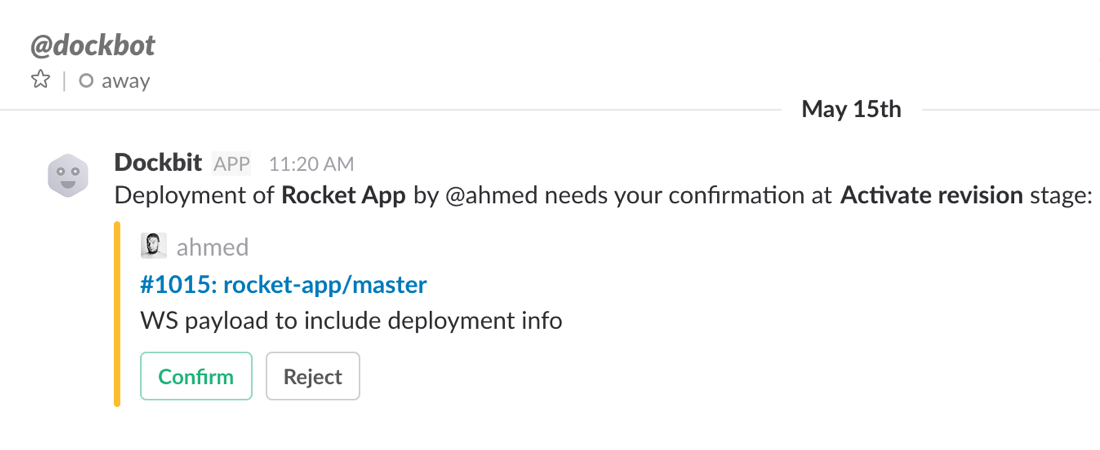 @dockbot
away
May 15th
Dockbit APP 11:20 AM
Deployment of Rocket App by @ahmed needs your confirmation at Activate revision stage:
ahmed
#1015: rocket-app/master
WS payload to include deployment info
Confirm Reject